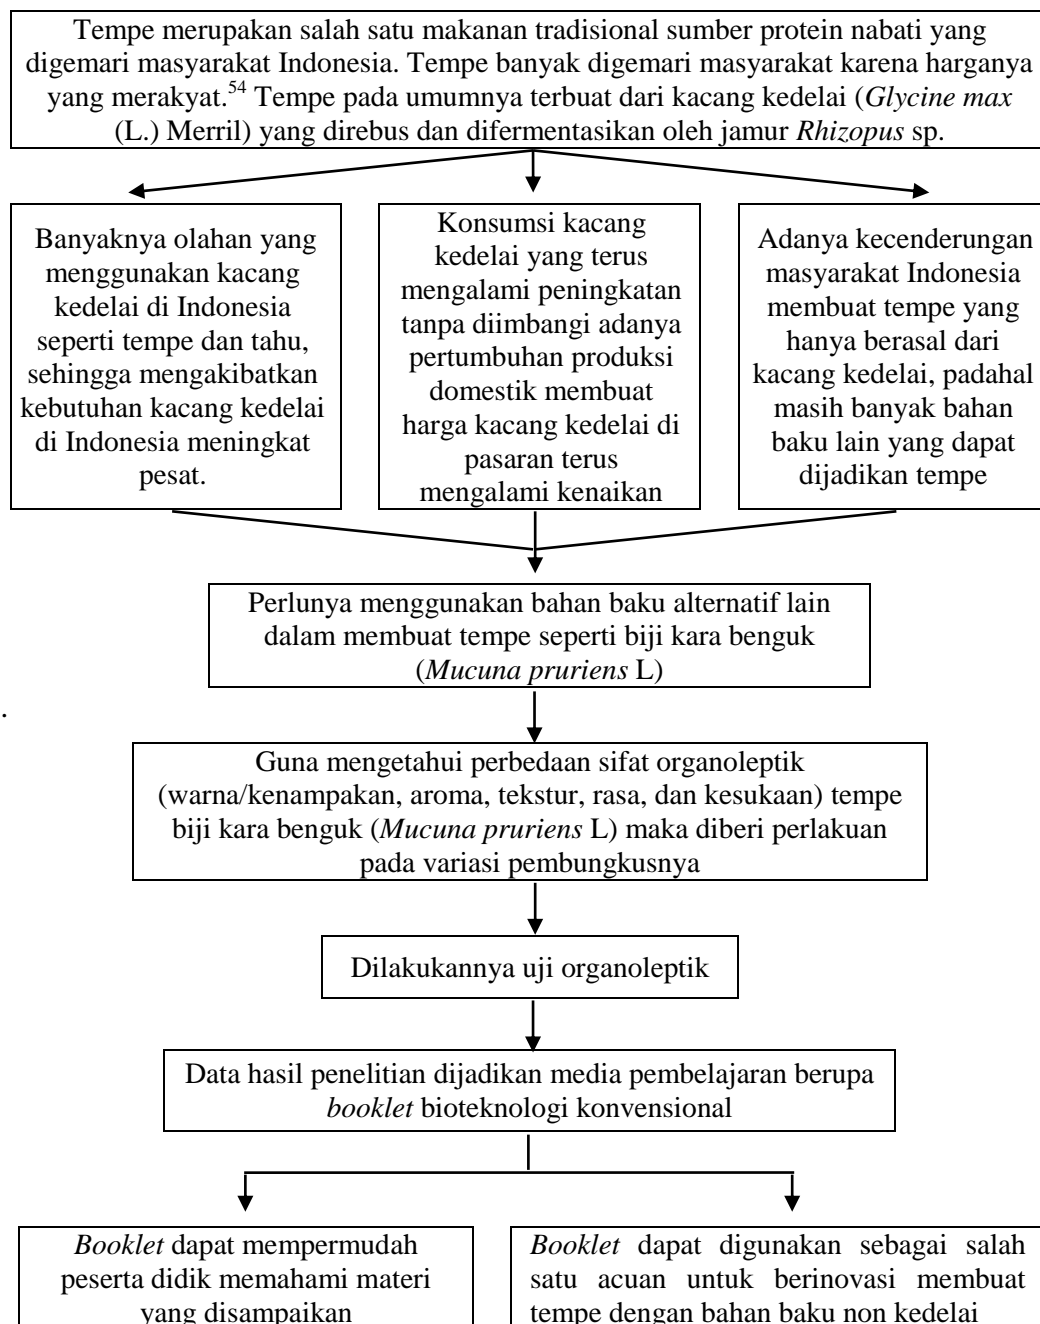 Tempe merupakan salah satu makanan tradisional sumber protein nabati yang
digemari masyarakat Indonesia. Tempe banyak digemari masyarakat karena harganya
yang merakyat.54 Tempe pada umumnya terbuat dari kacang kedelai (Glycine max
(L.) Merril) yang direbus dan difermentasikan oleh jamur Rhizopus sp.
Banyaknya olahan yang
menggunakan kacang
kedelai di Indonesia
seperti tempe dan tahu,
sehingga mengakibatkan
kebutuhan kacang kedelai
di Indonesia meningkat
pesat.
Konsumsi kacang
kedelai yang terus
mengalami peningkatan
tanpa diimbangi adanya
pertumbuhan produksi
domestik membuat
harga kacang kedelai di
pasaran terus
mengalami kenaikan
Adanya kecenderungan
masyarakat Indonesia
membuat tempe yang
hanya berasal dari
kacang kedelai, padahal
masih banyak bahan
baku lain yang dapat
dijadikan tempe
Perlunya menggunakan bahan baku alternatif lain
dalam membuat tempe seperti biji kara benguk
(Mucuna pruriens L)
.
Guna mengetahui perbedaan sifat organoleptik
(warna/kenampakan, aroma, tekstur, rasa, dan kesukaan) tempe
biji kara benguk (Mucuna pruriens L) maka diberi perlakuan
pada variasi pembungkusnya
Dilakukannya uji organoleptik
Data hasil penelitian dijadikan media pembelajaran berupa
booklet bioteknologi konvensional
Booklet dapat mempermudah
peserta didik memahami materi
yang disampaikan
Booklet dapat digunakan sebagai salah
satu acuan untuk berinovasi membuat
tempe dengan bahan baku non kedelai